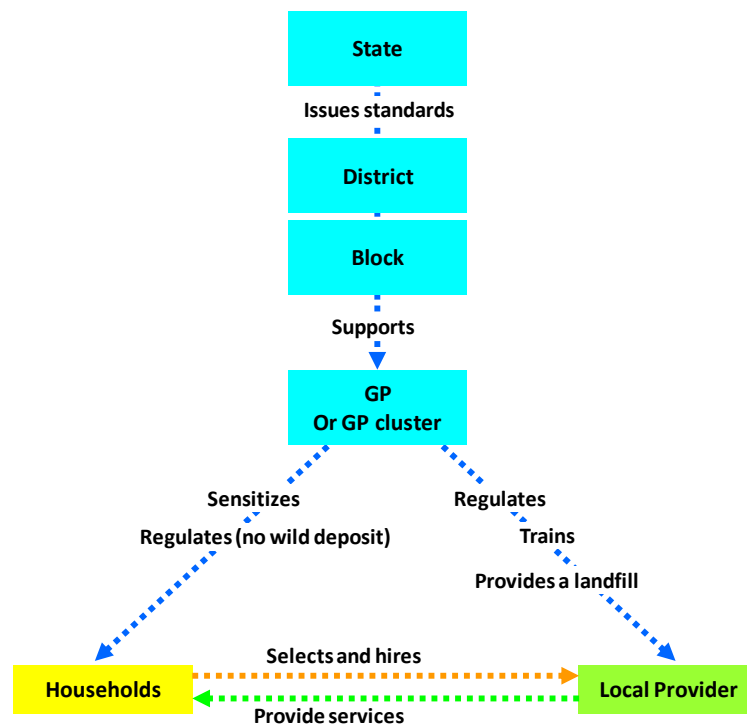 State
Issues standards
District
Block
Supports
GP
Or GP cluster
Sensitizes
Regulates
Regulates (no wild deposit)
Trains
Provides a landfill
Selects and hires
Households
Local Provider
Provide services